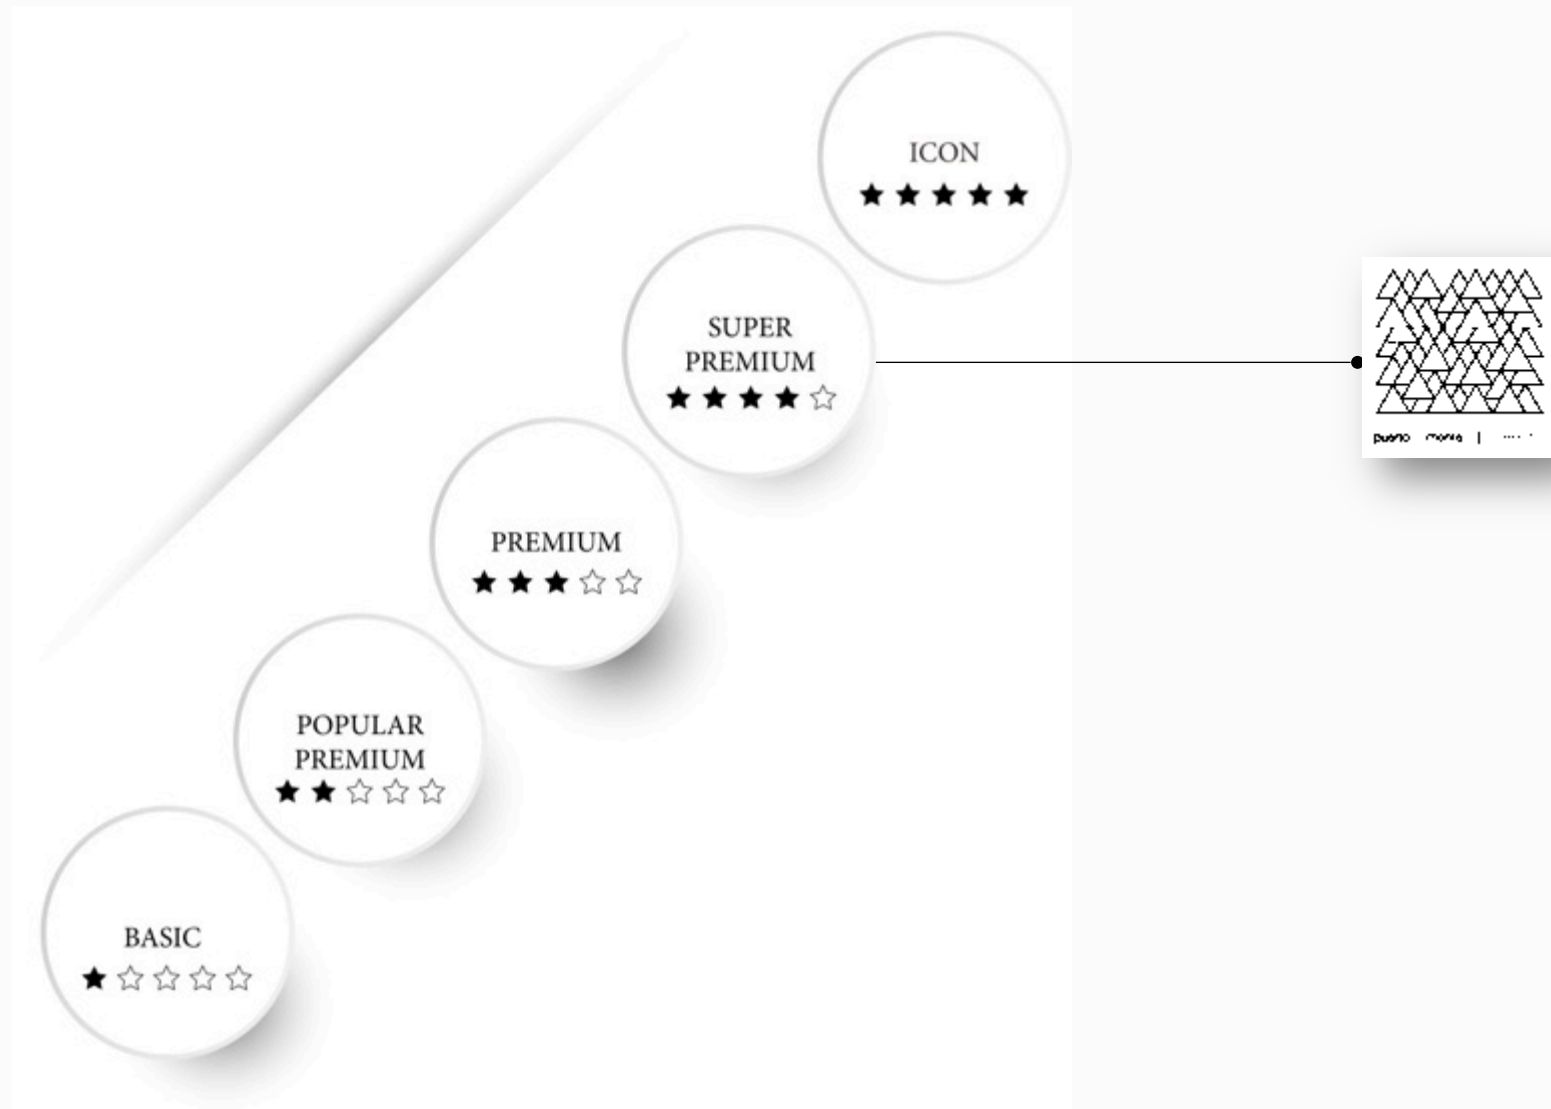 ICON
★★★★★
SUPER
PREMIUM
★★★★☆
PREMIUM
★★★☆☆
POPULAR
PREMIUM
★★☆☆☆
BASIC
★☆☆☆☆